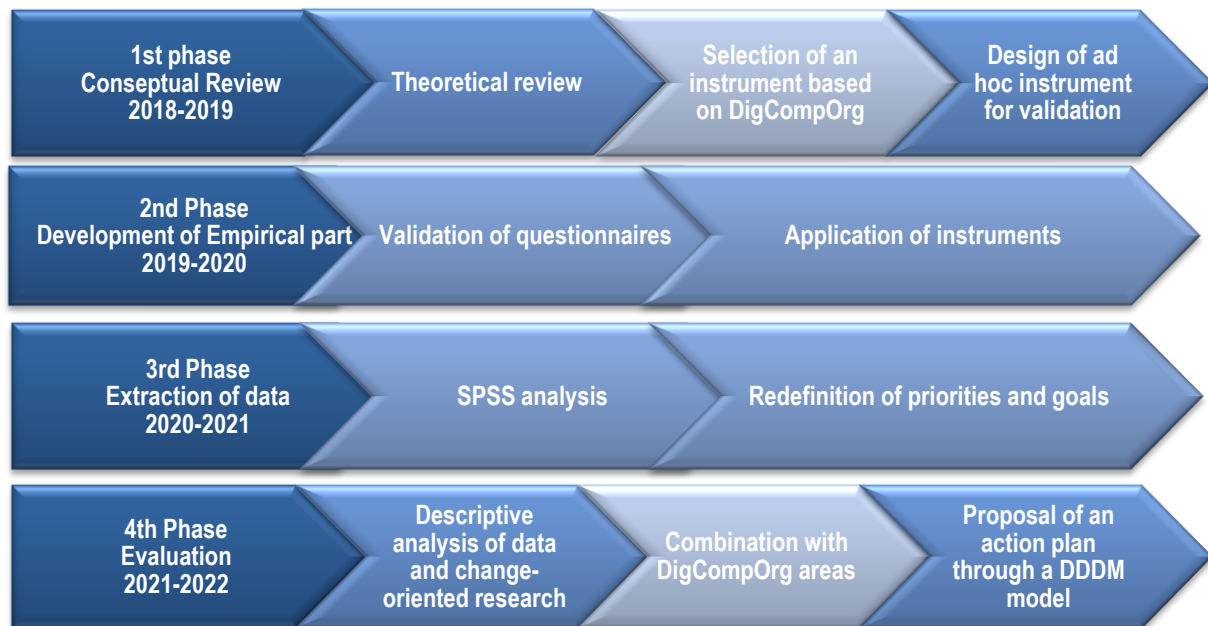 1st phase
Conseptual Review
2018-2019
Theoretical review
Selection of an
instrument based
on DigCompOrg
Design of ad
hoc instrument
for validation
2nd Phase
Development of Empirical part
2019-2020
Validation of questionnaires
Application of instruments
3rd Phase
Extraction of data
2020-2021
SPSS analysis
Redefinition of priorities and goals
4th Phase
Evaluation
2021-2022
Descriptive
analysis of data
and change-
oriented research
Combination with
DigCompOrg areas
Proposal of an
action plan
through a DDDM
model